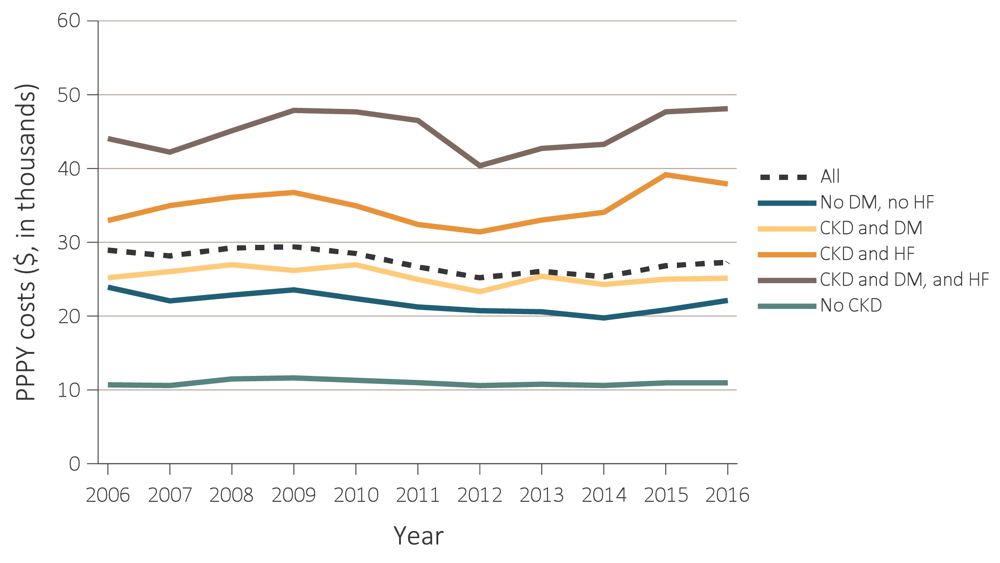 PPPY costs ($, in thousands)
60
50
40
30
20
10
0
2006 2007 2008 2009 2010 2011 2012 2013 2014 2015 2016
Year
All
No DM, no HF
CKD and DM
CKD and HF
CKD and DM, and HF
No CKD